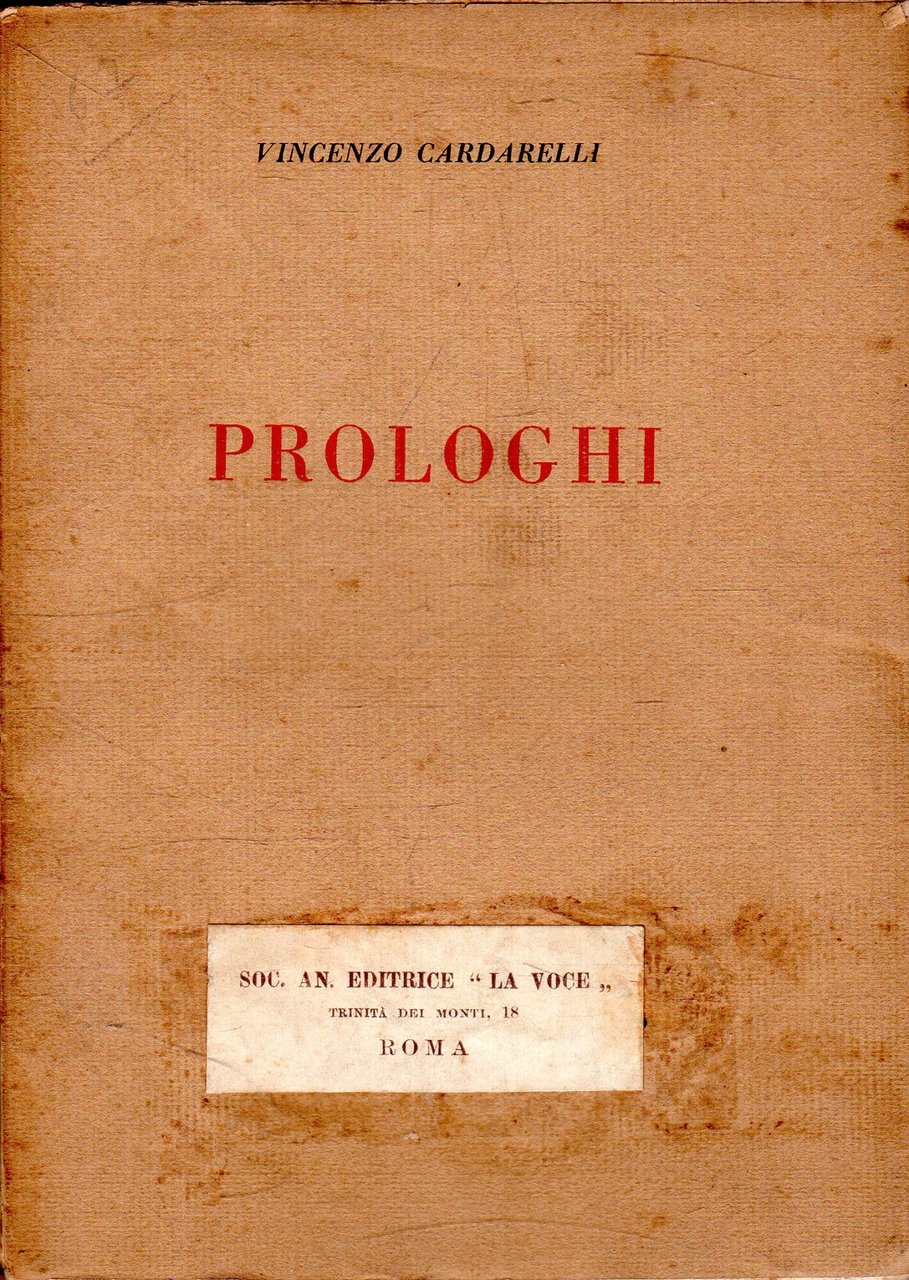 VINCENZO CARDARELLI
PROLOGHI
SOC. AN. EDITRICE “ LA VOCE „
TRINITÀ DEI MONTI, 18
ROMA